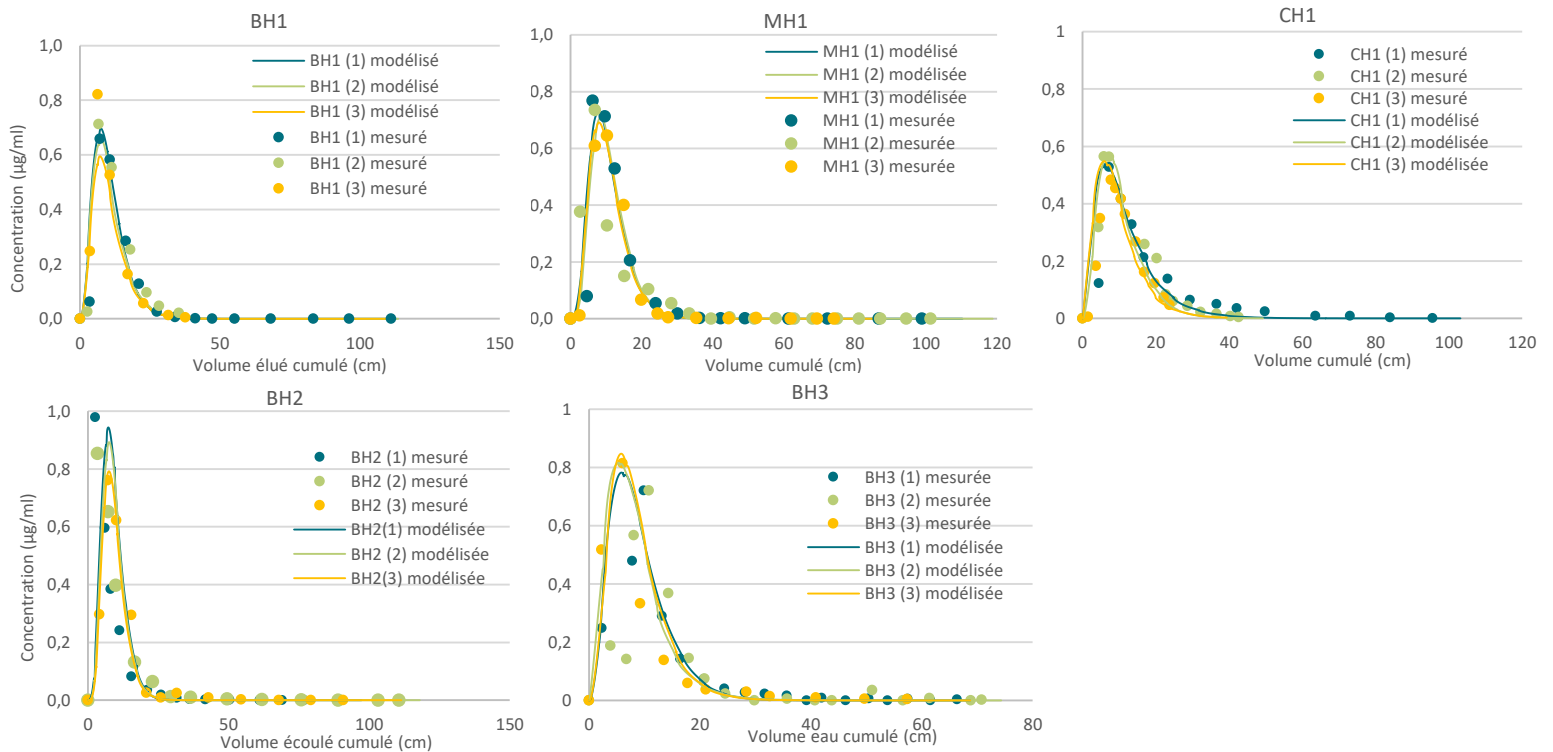 BH1
BH1 (1) modélisé
BH1 (2) modélisé
BH1 (3) modélisé
BH1 (1) mesuré
BH1 (2) mesuré
BH1 (3) mesuré
Concentration (µg/ml)
1,0
0,8
0,6
0,4
0,2
0,0
0 50 100 150
Volume élué cumulé (cm)
MH1
MH1 (1) modélisé
MH1 (2) modélisée
MH1 (3) modélisée
MH1 (1) mesurée
MH1 (2) mesurée
MH1 (3) mesurée
1,0
0,8
0,6
0,4
0,2
0,0
0 20 40 60 80 100 120
Volume cumulé (cm)
CH1
CH1 (1) mesuré
CH1 (2) mesuré
CH1 (3) mesuré
CH1 (1) modélisé
CH1 (2) modélisée
CH1 (3) modélisée
1
0,8
0,6
0,4
0,2
0
0 20 40 60 80 100 120
Volume cumulé (cm)
BH2
BH2 (1) mesuré
BH2 (2) mesuré
BH2 (3) mesuré
BH2(1) modélisée
BH2 (2) modélisée
BH2(3) modélisée
Concentration (µg/ml)
1,0
0,8
0,6
0,4
0,2
0,0
0 50 100 150
Volume écoulé cumulé (cm)
BH3
BH3 (1) mesurée
BH3 (2) mesurée
BH3 (3) mesurée
BH3 (1) modélisée
BH3 (2) modélisée
BH3 (3) modélisée
1
0,8
0,6
0,4
0,2
0
0 20 40 60 80
Volume eau cumulé (cm)